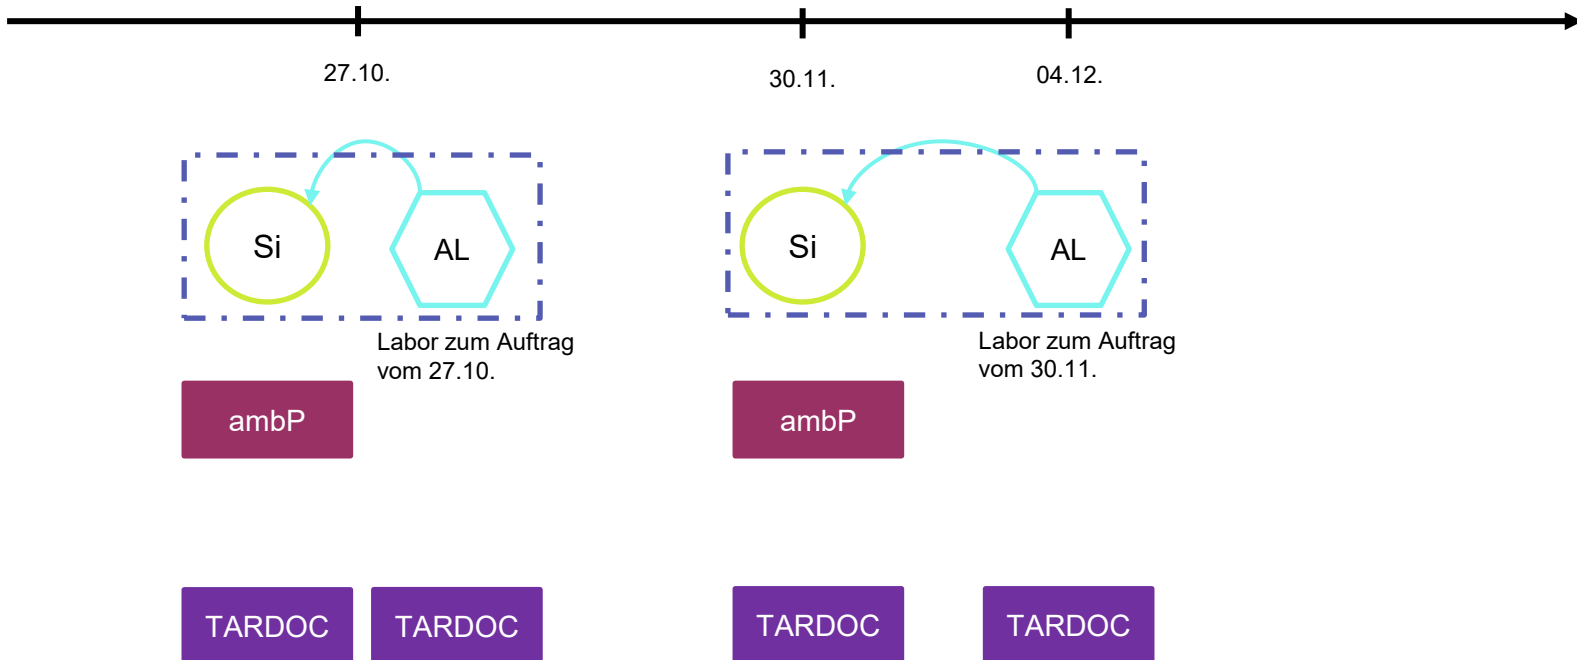 27.10.
30.11.
04.12.
Si
AL
Si
AL
Labor zum Auftrag
vom 27.10.
Labor zum Auftrag
vom 30.11.
ambP
ambP
TARDOC
TARDOC
TARDOC
TARDOC